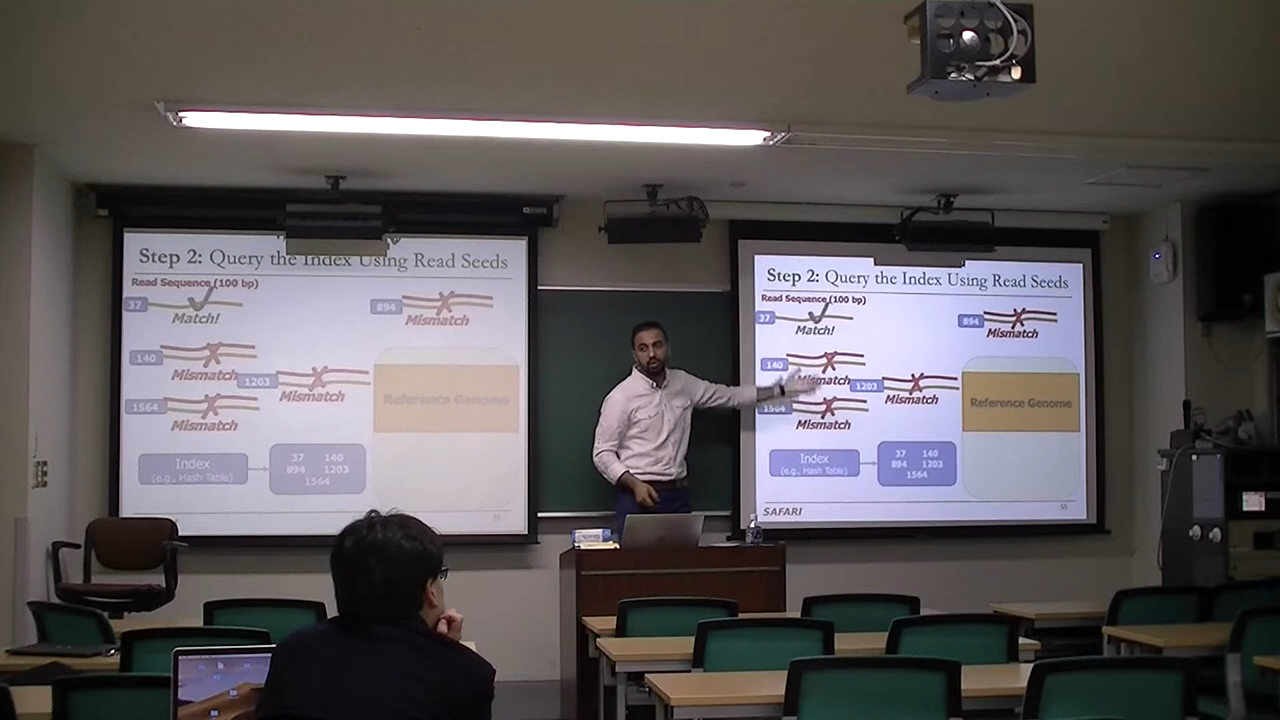 Step 2: Query the Index Using Read Seeds
Read Sequence (100 bp)
37
Match!
894
Mismatch
140
Mismatch
1203
Mismatch
1564
Mismatch
Reference Genome
Index
(e.g., Hash Table)
37 140
894 1203
1564
55
Step 2: Query the Index Using Read Seeds
Read Sequence (100 bp)
37
Match!
894
Mismatch
140
Mismatch
1203
Mismatch
1564
Mismatch
Reference Genome
Index
(e.g., Hash Table)
37 140
894 1203
1564
SAFARI
55